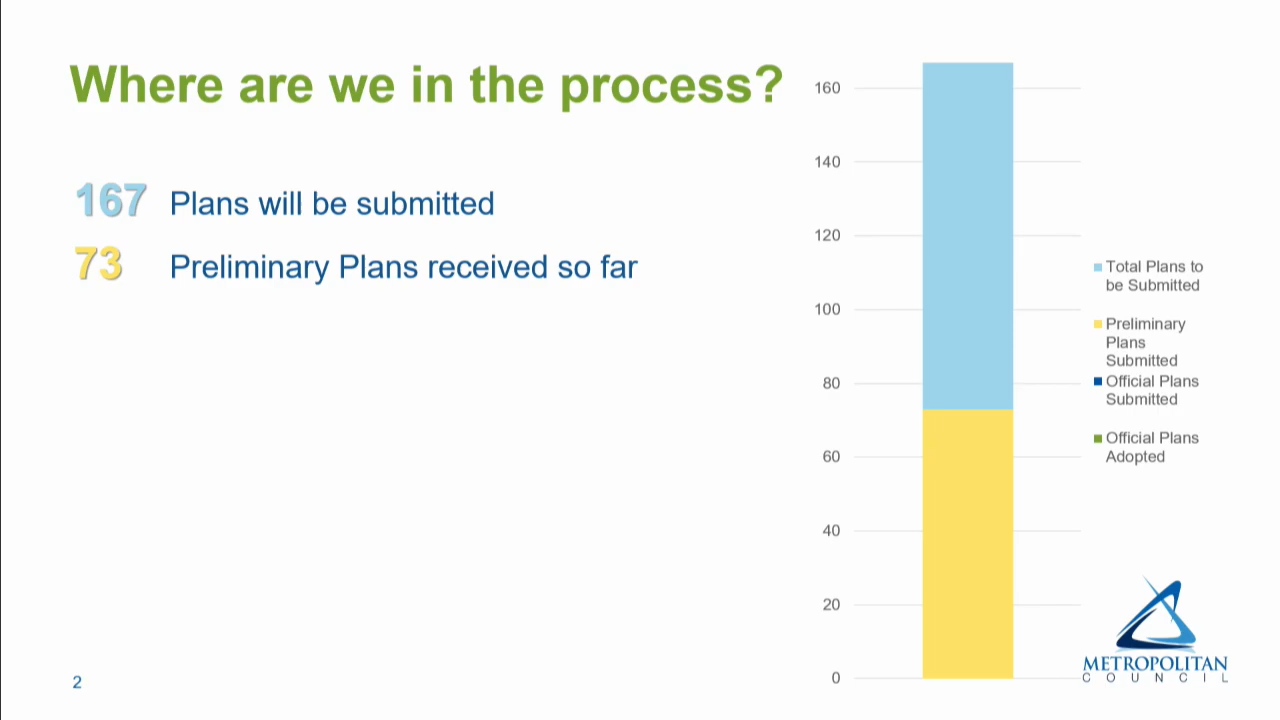 Where are we in the process?
167 Plans will be submitted
73 Preliminary Plans received so far
160
140
120
100
80
60
40
20
0
Total Plans to
be Submitted
Preliminary
Plans
Submitted
Official Plans
Submitted
Official Plans
Adopted
METROPOLITAN
COUNCIL
2